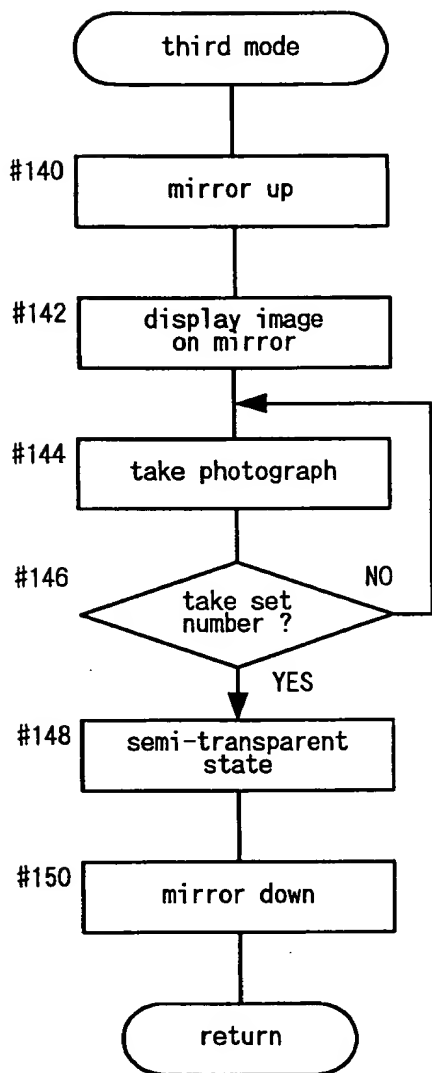 third mode
#140
mirror up
#142
display image
on mirror
#144
take photograph
#146
NO
take set
number ?
YES
#148
semi-transparent
state
#150
mirror down
return